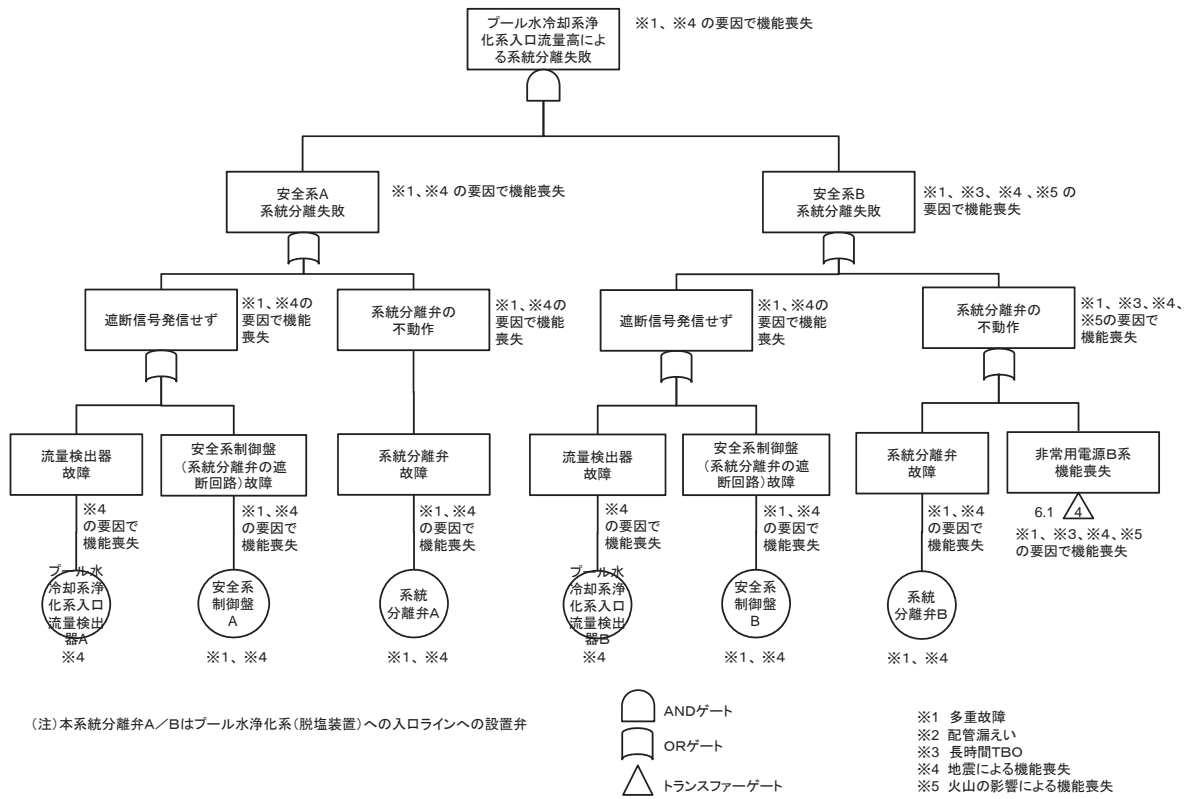 プール水冷却系浄
化系入口流量高によ
る系統分離失敗
※1、※4 の要因で機能喪失
安全系A
系統分離失敗
※1、※4 の要因で機能喪失
安全系B
系統分離失敗
※1、※3、※4 、※5 の
要因で機能喪失
遮断信号発信せず
※1、※4の
要因で機能
喪失
系統分離弁の
不動作
※1、※4の
要因で機能
喪失
遮断信号発信せず
※1、※4の
要因で機能
喪失
系統分離弁の
不動作
※1、※3、※4、
※5の要因で
機能喪失
流量検出器
故障
安全系制御盤
(系統分離弁の遮
断回路)故障
系統分離弁
故障
流量検出器
故障
安全系制御盤
(系統分離弁の遮
断回路)故障
系統分離弁
故障
非常用電源B系
機能喪失
※4
の要因で
機能喪失
※1、※4
の要因で
機能喪失
※1、※4
の要因で
機能喪失
※4
の要因で
機能喪失
※1、※4
の要因で
機能喪失
※1、※4
の要因で
機能喪失
6.1 4
※1、※3、※4、※5
の要因で機能喪失
プール水
冷却系浄
化系入口
流量検出
器A
※4
安全系
制御盤
A
※1、※4
系統
分離弁A
※1、※4
プール水
冷却系浄
化系入口
流量検出
器B
※4
安全系
制御盤
B
※1、※4
系統
分離弁B
※1、※4
(注)本系統分離弁A/Bはプール水浄化系(脱塩装置)への入口ラインへの設置弁
ANDゲート
ORゲート
トランスファーゲート
※1 多重故障
※2 配管漏えい
※3 長時間TBO
※4 地震による機能喪失
※5 火山の影響による機能喪失